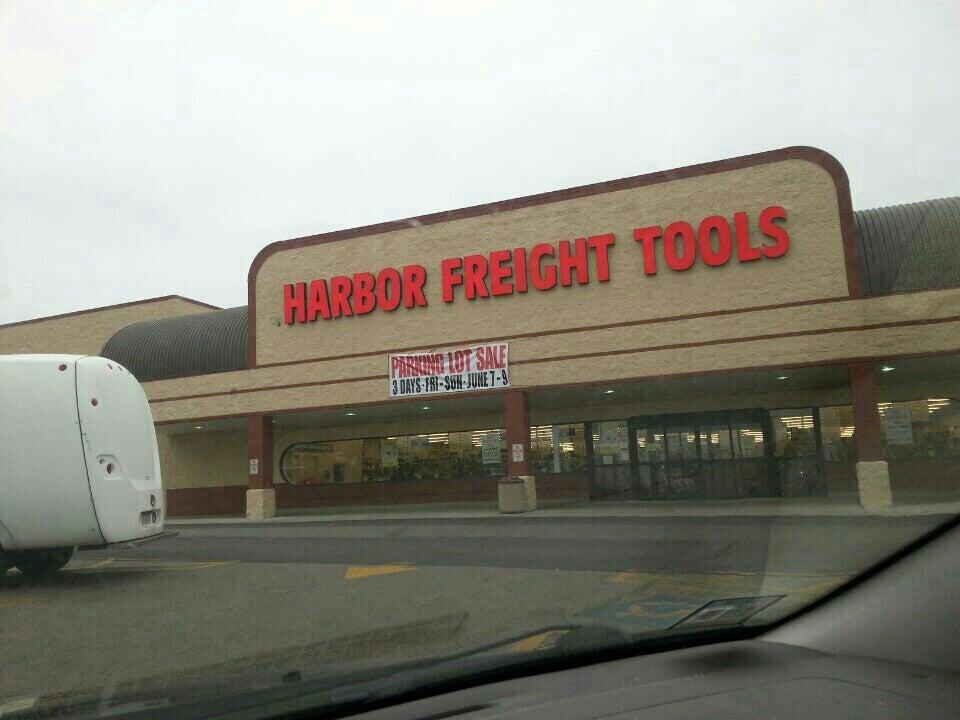 HARBOR FREIGHT TOOLS
PARKING LOT SALE
3 DAYS-FRI-SUN-JUNE 7-9